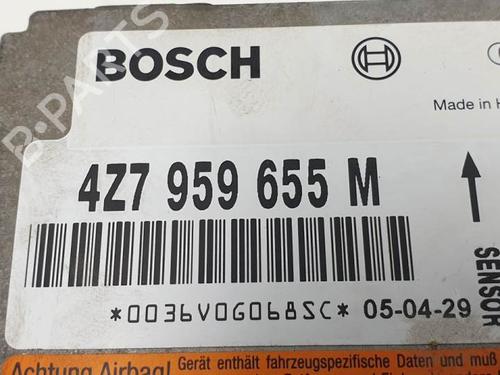 BOSCH
Made in H
4Z7 959 655 M
*0036V0G068SC* 05-04-29
SENSOR
Achtung Airbag! Gerät enthält fahrzeugspezifische Daten und muß
B-PARTS